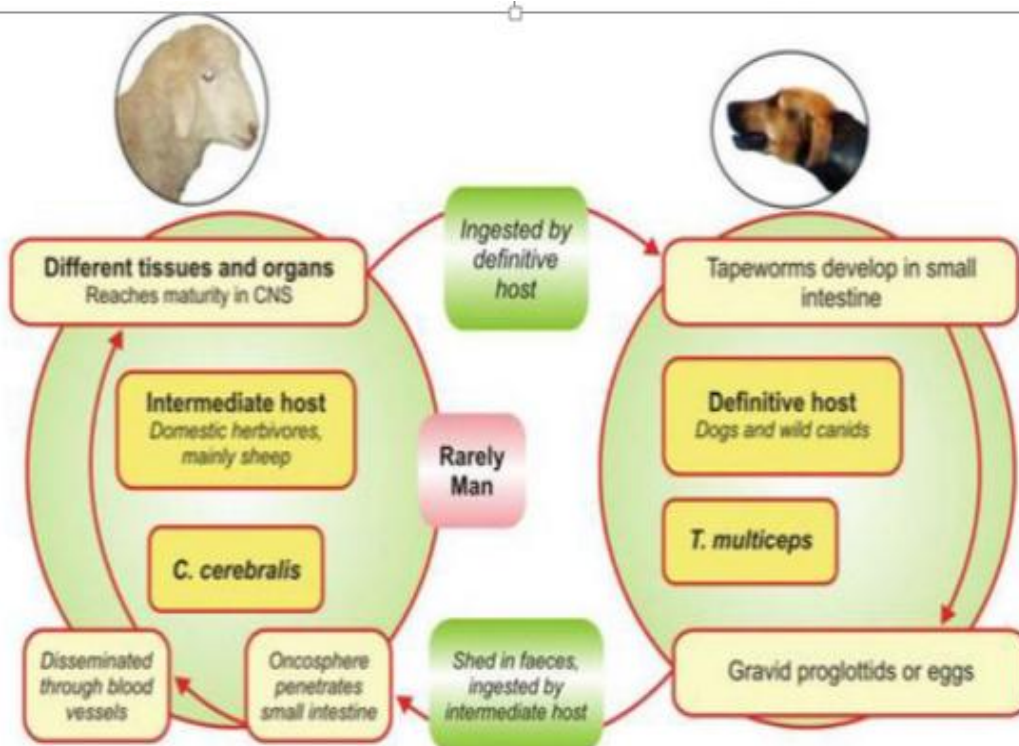 Different tissues and organs
Reaches maturity in CNS
Ingested by
definitive
host
Tapeworms develop in small
intestine
Intermediate host
Domestic herbivores,
mainly sheep
Rarely
Man
Definitive host
Dogs and wild canids
C. cerebralis
T. multiceps
Disseminated
through blood
vessels
Oncosphere
penetrates
small intestine
Shed in faeces,
ingested by
intermediate host
Gravid proglottids or eggs